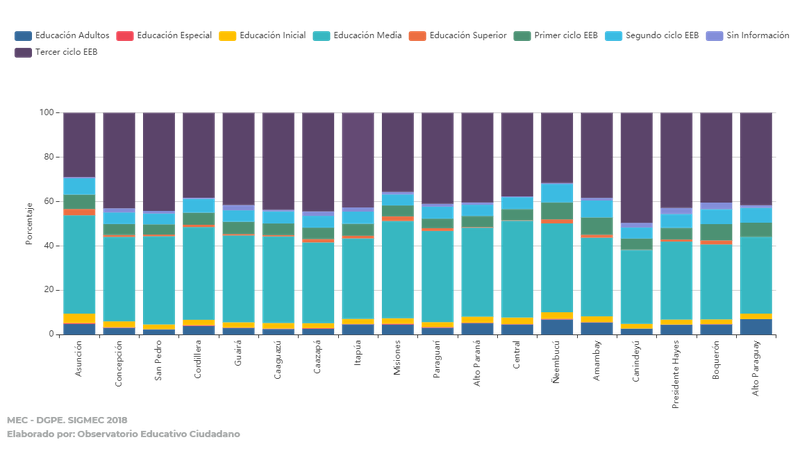 Educación Adultos Educación Especial Educación Inicial Educación Media Educación Superior Primer ciclo EEB Segundo ciclo EEB Sin Información
Tercer ciclo EEB
Porcentaje
100
80
60
40
20
0
Asunción
Concepción
San Pedro
Cordillera
Guairá
Caaguazú
Caazapá
Itapúa
Misiones
Paraguarí
Alto Paraná
Central
Ñeembucú
Amambay
Canindeyú
Presidente Hayes
Boquerón
Alto Paraguay
MEC - DGPE. SIGMEC 2018
Elaborado por: Observatorio Educativo Ciudadano